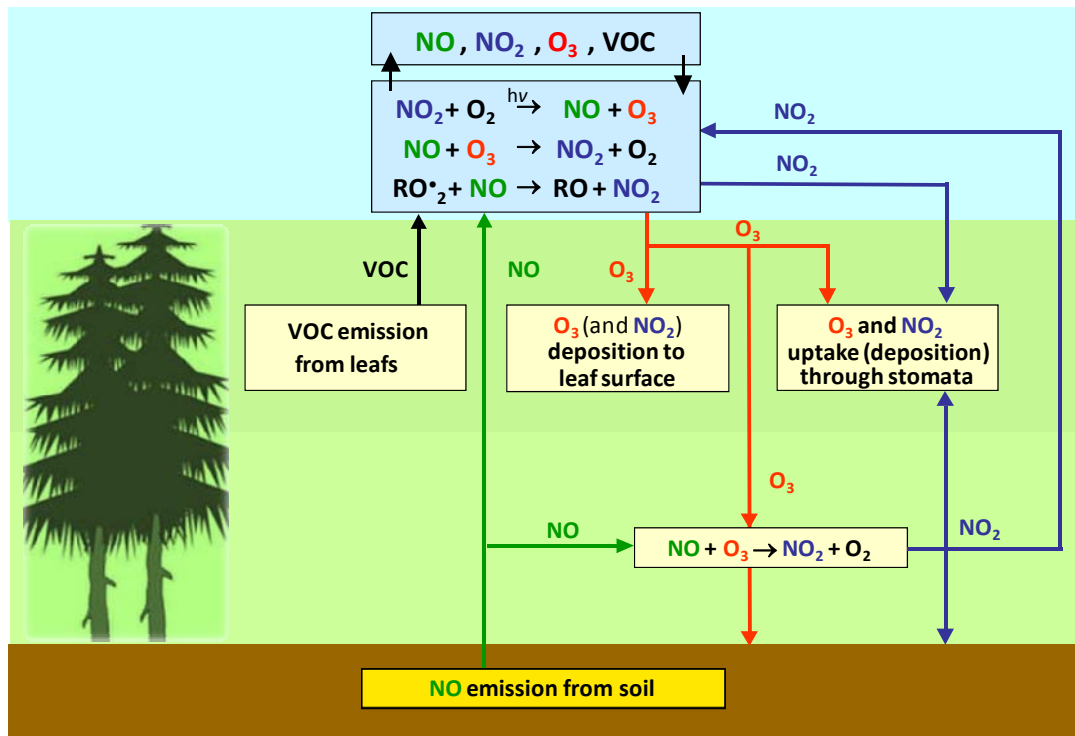 NO , NO₂ , O₃ , VOC
hν
NO₂ + O₂ → NO + O₃
NO + O₃ → NO₂ + O₂
RO•₂ + NO → RO + NO₂
NO₂
NO₂
VOC
NO
O₃
O₃
VOC emission
from leafs
O₃ (and NO₂)
deposition to
leaf surface
O₃ and NO₂
uptake (deposition)
through stomata
O₃
NO
NO₂
NO + O₃ → NO₂ + O₂
NO emission from soil